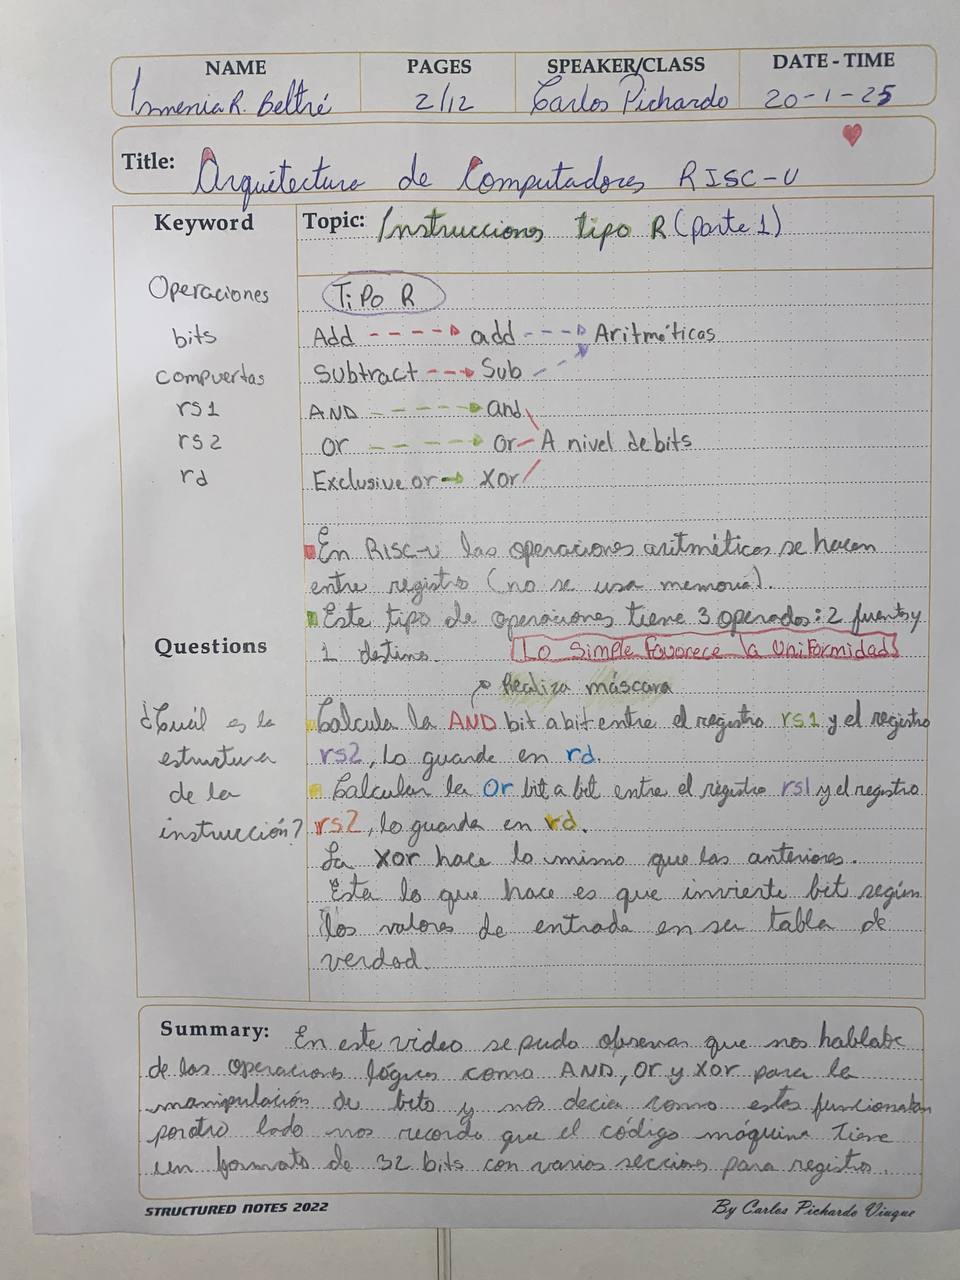 NAME PAGES SPEAKER/CLASS DATE - TIME
Ismenia R. Beltré 2/12 Carlos Pichardo 20-1-25
Title: Arquitectura de Computadores RISC-V
Keyword
Topic: Instrucciones tipo R (parte 1)
Operaciones
bits
compuertas
rs1
rs2
rd
Tipo R
Add add Aritméticas
Subtract Sub
AND and
or or A nivel de bits
Exclusive or xor
En RISC-v las operaciones aritméticas se hacen
entre registro (no se usa memoria).
Este tipo de operaciones tiene 3 operados: 2 fuentes y
1 destino. Lo Simple Favorece la Uniformidad
Questions
¿Cuál es la
estructura
de la
instrucción?
Realiza máscara
Calcula la AND bit a bit entre el registro rs1 y el registro
rs2, Lo guarde en rd.
Calculan la Or bit a bit entre el registro rs1 y el registro
rs2, lo guarda en rd.
La xor hace lo mismo que las anteriores.
Esta lo que hace es que invierte bit según
los valores de entrada en su tabla de
verdad.
Summary: En este video se pudo observar que nos hablabe
de las operaciones lógicas como AND, Or y xor para la
manipulación de bits y nos decia como estas funcionaban
por otro lado nos recordo que el código máquina tiene
un formato de 32 bits con varias secciones para registro.
STRUCTURED NOTES 2022
By Carlos Pichardo Viuque